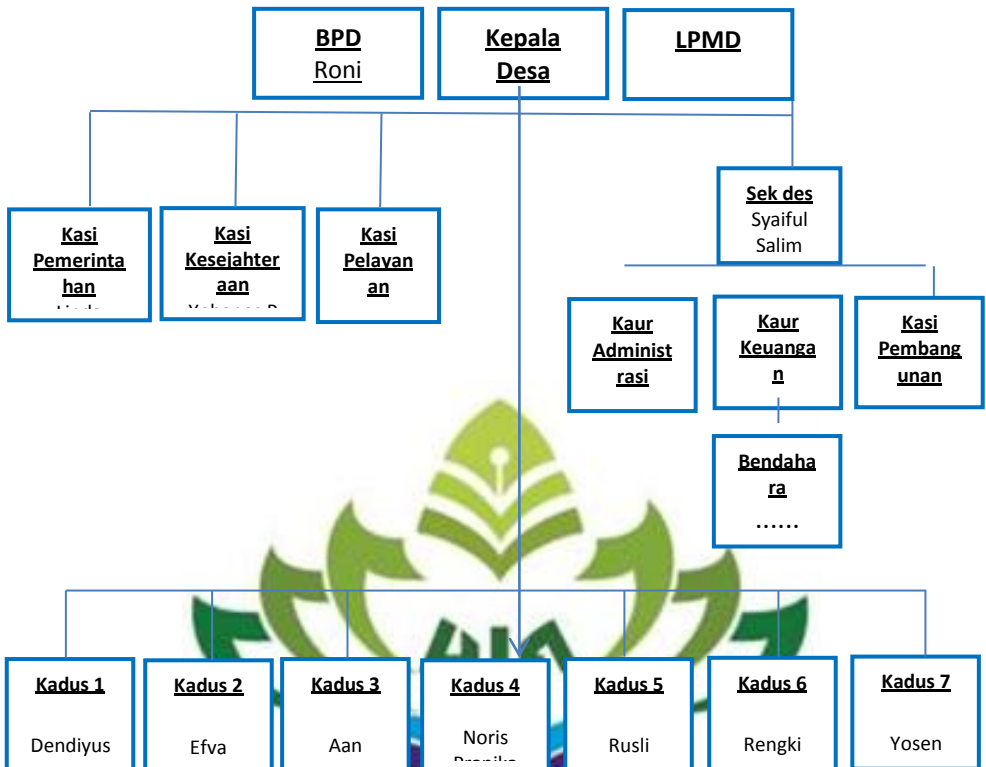 BPD
Roni
Kepala
Desa
LPMD
Sek des
Syaiful
Salim
Kasi
Pemerinta
han
Kasi
Kesejahter
aan
Kasi
Pelayan
an
Kaur
Administ
rasi
Kaur
Keuanga
n
Kasi
Pembang
unan
Bendaha
ra
......
Kadus 1
Dendiyus
Kadus 2
Efva
Kadus 3
Aan
Kadus 4
Noris
Kadus 5
Rusli
Kadus 6
Rengki
Kadus 7
Yosen